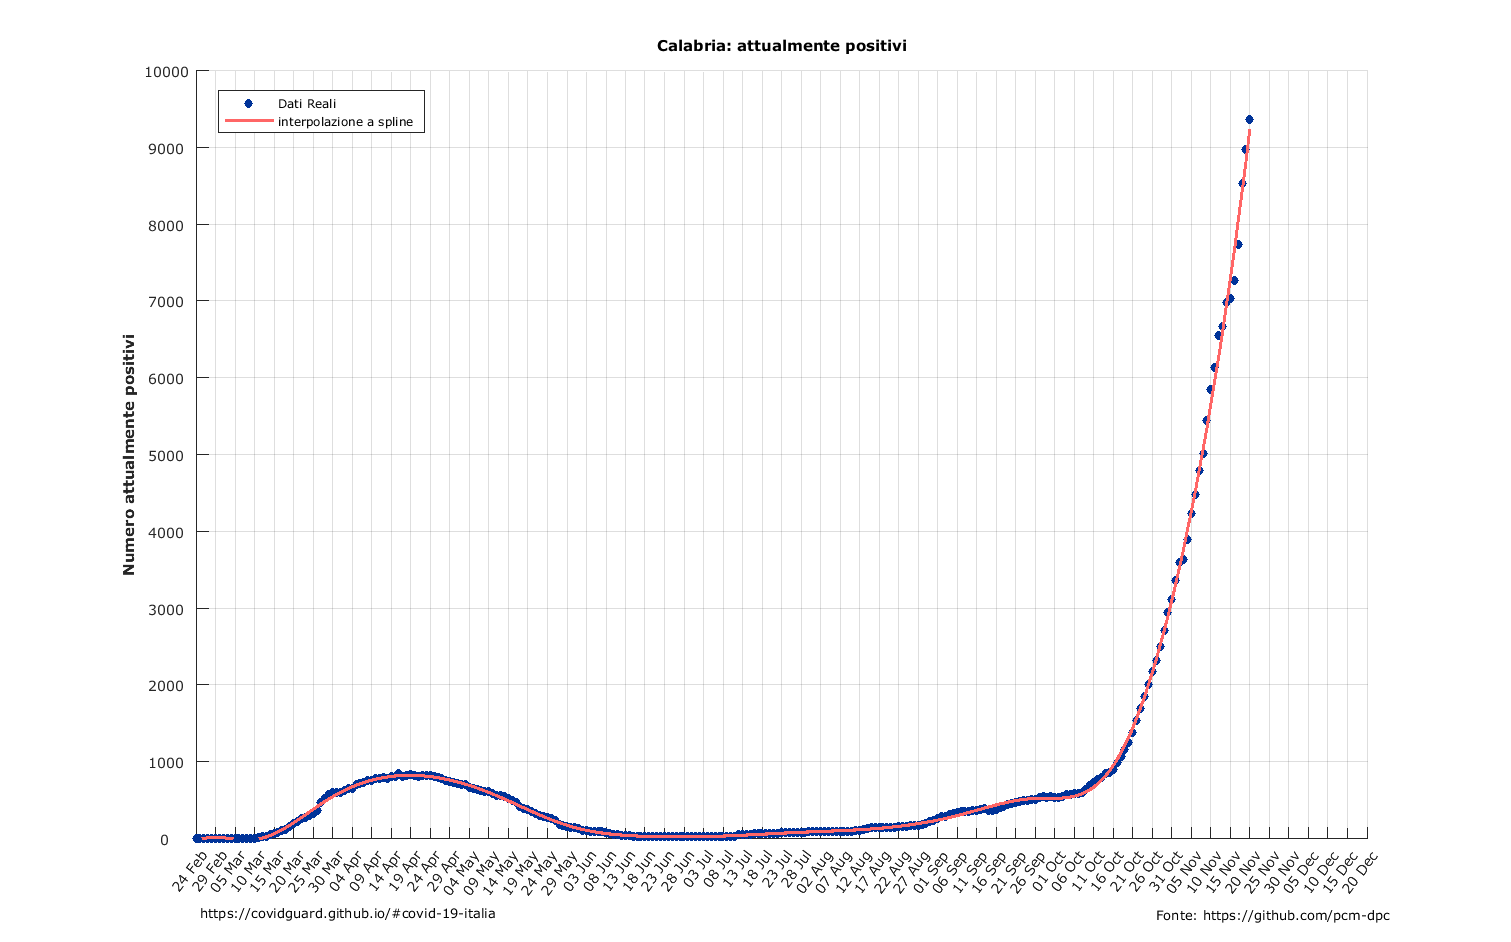 Calabria: attualmente positivi
10000
9000
8000
7000
6000
5000
4000
3000
2000
1000
0
Dati Reali
interpolazione a spline
Numero attualmente positivi
24 Feb
29 Feb
05 Mar
10 Mar
15 Mar
20 Mar
25 Mar
30 Mar
04 Apr
09 Apr
14 Apr
19 Apr
24 Apr
29 Apr
04 May
09 May
14 May
19 May
24 May
29 May
03 Jun
08 Jun
13 Jun
18 Jun
23 Jun
28 Jun
03 Jul
08 Jul
13 Jul
18 Jul
23 Jul
28 Jul
02 Aug
07 Aug
12 Aug
17 Aug
22 Aug
27 Aug
01 Sep
06 Sep
11 Sep
16 Sep
21 Sep
26 Sep
01 Oct
06 Oct
11 Oct
16 Oct
21 Oct
26 Oct
31 Oct
05 Nov
10 Nov
15 Nov
20 Nov
25 Nov
30 Nov
05 Dec
10 Dec
15 Dec
20 Dec
https://covidguard.github.io/#covid-19-italia
Fonte: https://github.com/pcm-dpc